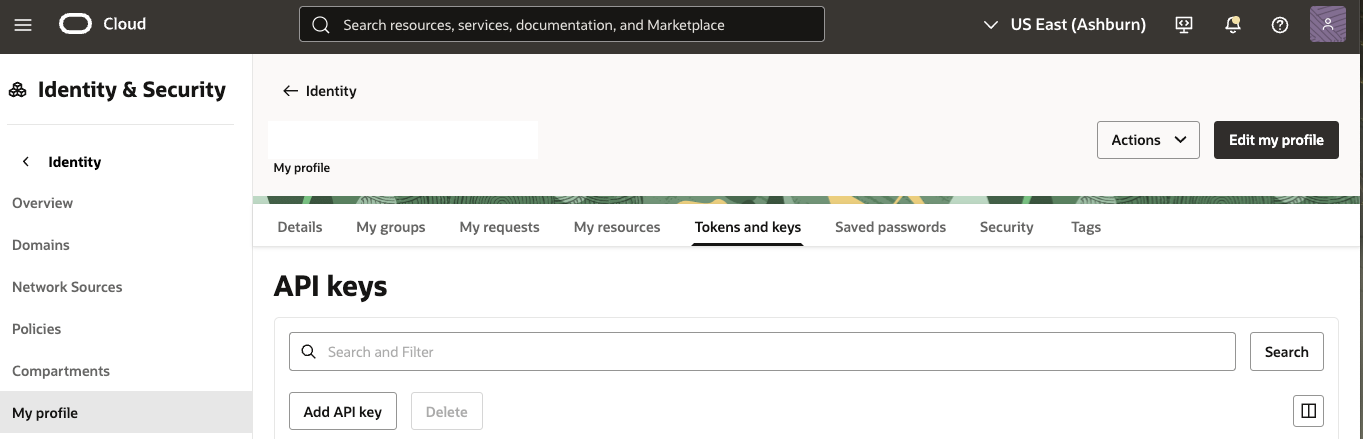 Cloud
Search resources, services, documentation, and Marketplace
US East (Ashburn)
Identity & Security
Identity
Overview
Domains
Network Sources
Policies
Compartments
My profile
Identity
My profile
Actions
Edit my profile
Details My groups My requests My resources Tokens and keys Saved passwords Security Tags
API keys
Search and Filter
Search
Add API key
Delete